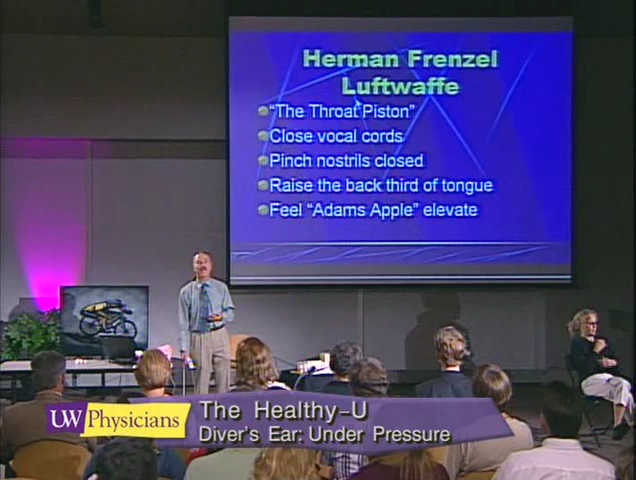 Herman Frenzel
Luftwaffe
"The Throat Piston"
Close vocal cords
Pinch nostrils closed
Raise the back third of tongue
Feel "Adams Apple" elevate
UW Physicians
The Healthy-U
Diver's Ear: Under Pressure